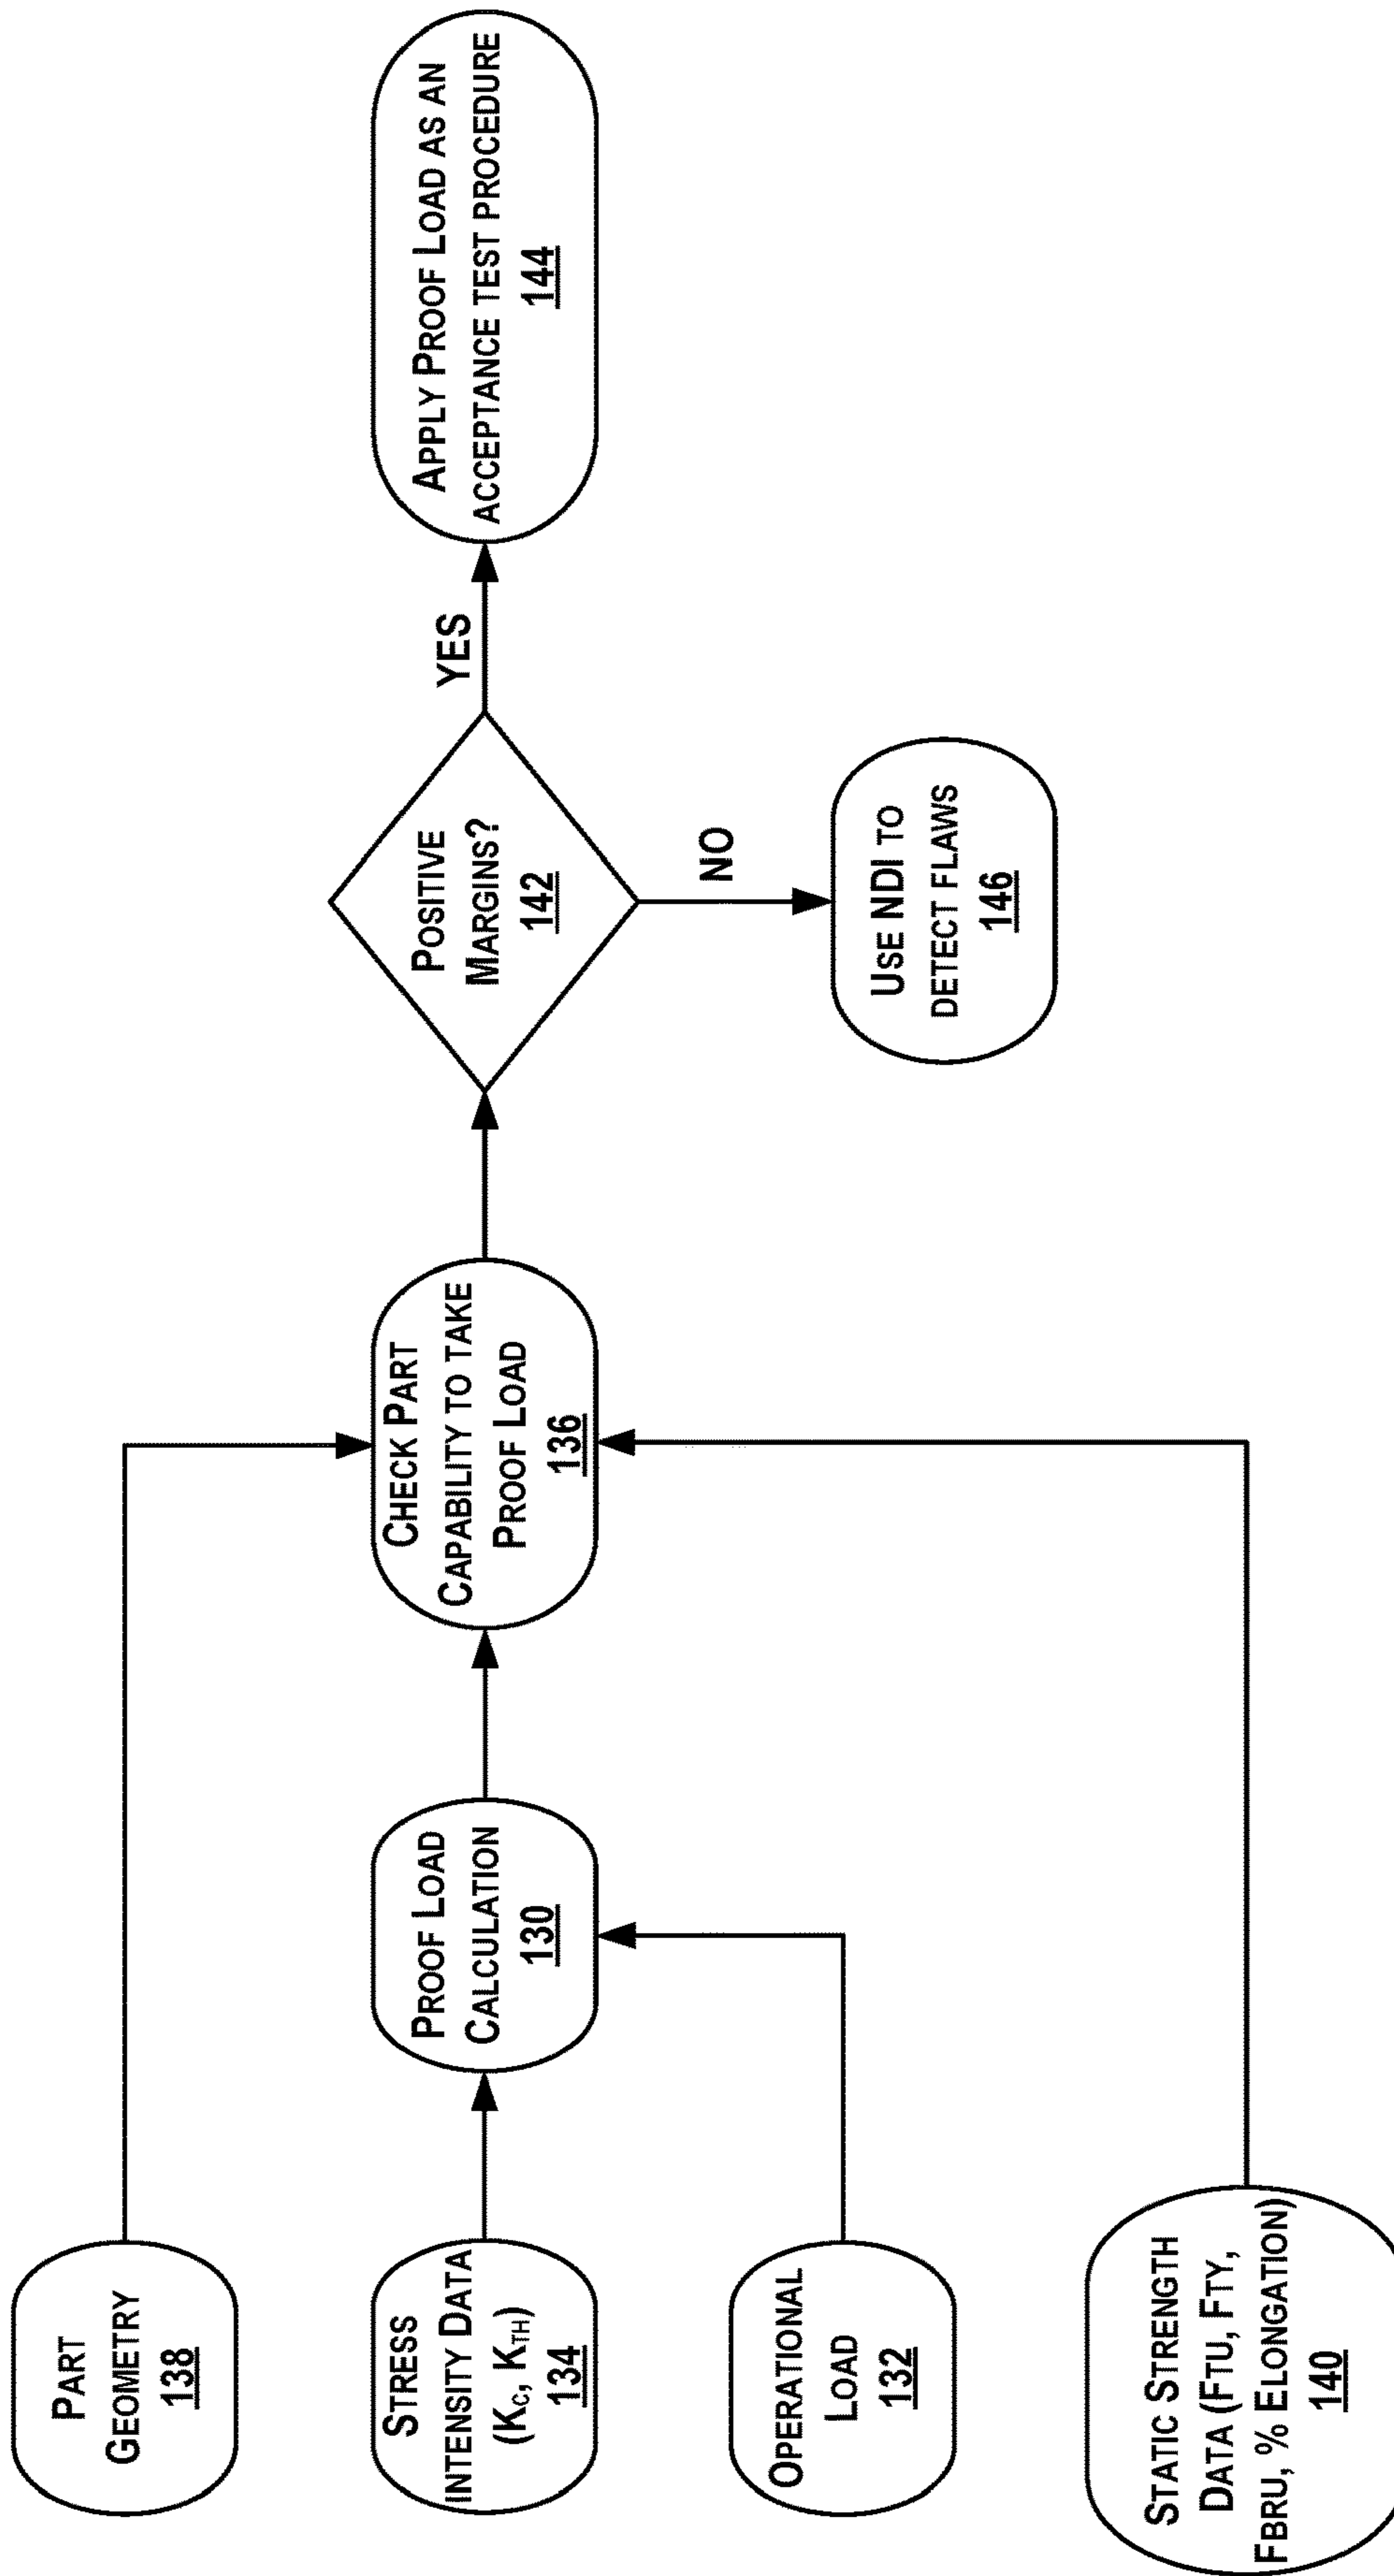 PART
GEOMETRY
138
STRESS
INTENSITY DATA
(KC, KTH)
134
OPERATIONAL
LOAD
132
STATIC STRENGTH
DATA (FTU, FTY,
FBRU, % ELONGATION)
140
PROOF LOAD
CALCULATION
130
CHECK PART
CAPABILITY TO TAKE
PROOF LOAD
136
POSITIVE
MARGINS?
142
YES
NO
APPLY PROOF LOAD AS AN
ACCEPTANCE TEST PROCEDURE
144
USE NDI TO
DETECT FLAWS
146